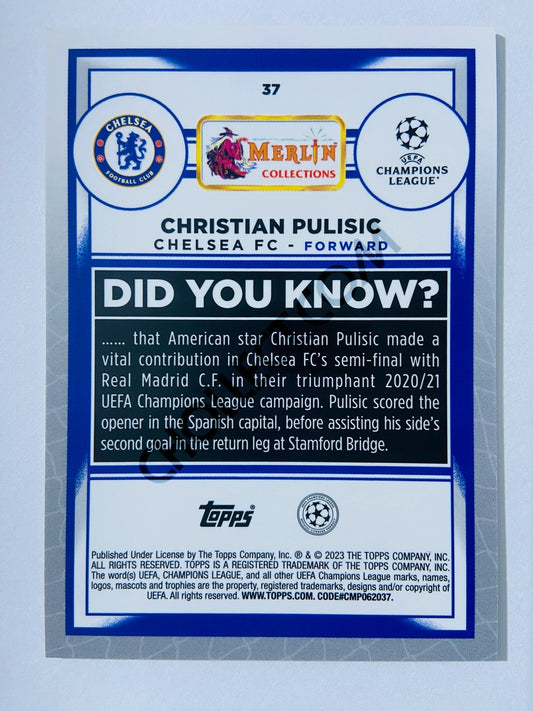 37
CHELSEA
FOOTBALL CLUB
MERLIN
COLLECTIONS
UEFA
CHAMPIONS
LEAGUE
CHRISTIAN PULISIC
CHELSEA FC - FORWARD
DID YOU KNOW?
...... that American star Christian Pulisic made a
vital contribution in Chelsea FC's semi-final with
Real Madrid C.F. their triumphant 2020/21
UEFA Champions League campaign. Pulisic scored the
opener in the Spanish capital, before assisting his side's
second goal in the return leg at Stamford Bridge.
topps
Published Under License by The Topps Company, Inc. ® & © 2023 THE TOPPS COMPANY, INC.
ALL RIGHTS RESERVED. TOPPS IS A REGISTERED TRADEMARK OF THE TOPPS COMPANY, INC.
The word(s) UEFA, CHAMPIONS LEAGUE, and all other UEFA Champions League marks, names,
logos, mascots and trophies are the property, registered trademarks, designs and/or copyright of
UEFA. All rights reserved. WWW.TOPPS.COM. CODE#CMP062037.